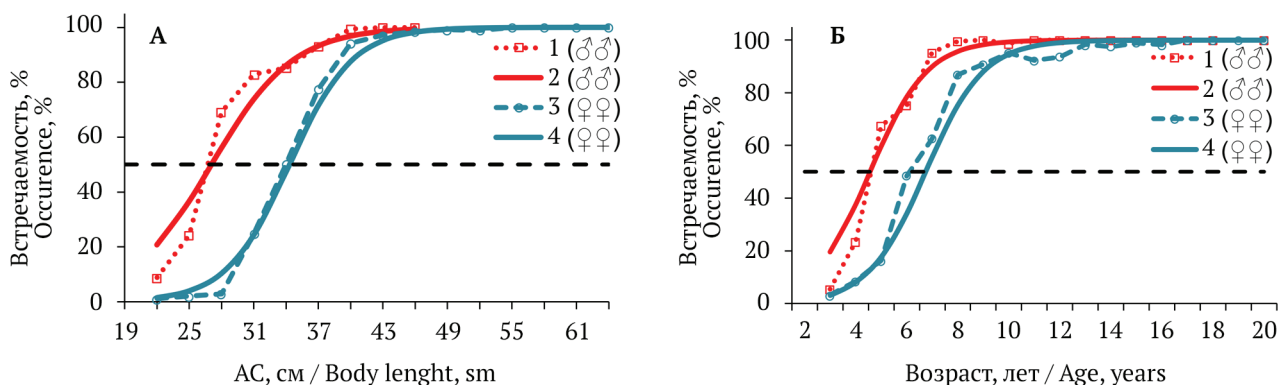 Встречаемость, %
Occurence, %
100
80
60
40
20
0
А
1 (♂♂)
2 (♂♂)
3 (♀♀)
4 (♀♀)
19 25 31 37 43 49 55 61
АС, см / Body lenght, sm
Встречаемость, %
Occurence, %
100
80
60
40
20
0
Б
1 (♂♂)
2 (♂♂)
3 (♀♀)
4 (♀♀)
2 4 6 8 10 12 14 16 18 20
Возраст, лет / Age, years